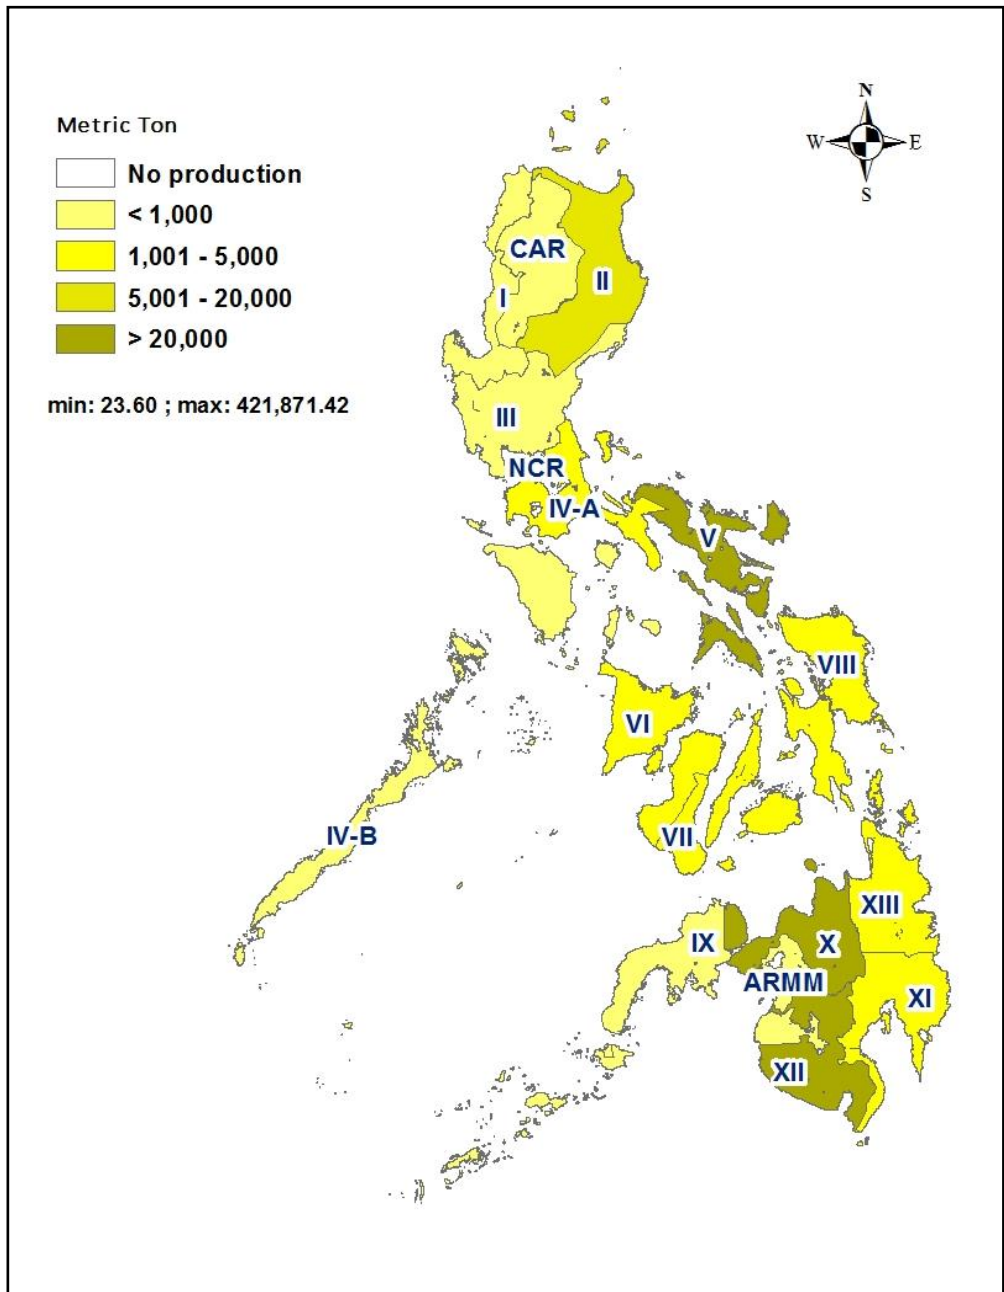 N
W E
S
Metric Ton
No production
< 1,000
1,001 - 5,000
5,001 - 20,000
> 20,000
min: 23.60 ; max: 421,871.42
CAR
II
I
III
NCR
IV-A
V
VIII
VI
IV-B
VII
XIII
IX
X
ARMM
XI
XII